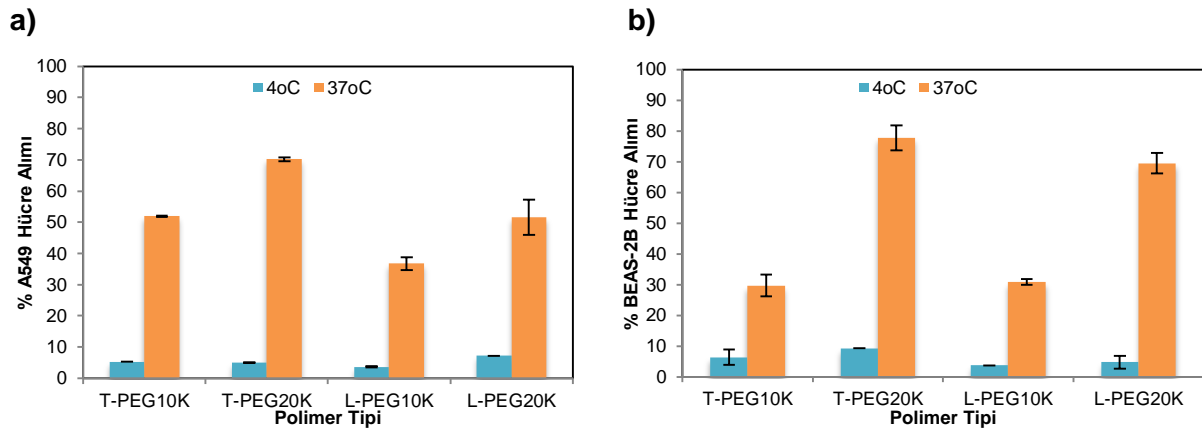 a)
100
90
80
70
60
50
40
30
20
10
0
% A549 Hücre Alımı
4oC 37oC
T-PEG10K T-PEG20K L-PEG10K L-PEG20K
Polimer Tipi
b)
100
90
80
70
60
50
40
30
20
10
0
% BEAS-2B Hücre Alımı
4oC 37oC
T-PEG10K T-PEG20K L-PEG10K L-PEG20K
Polimer Tipi